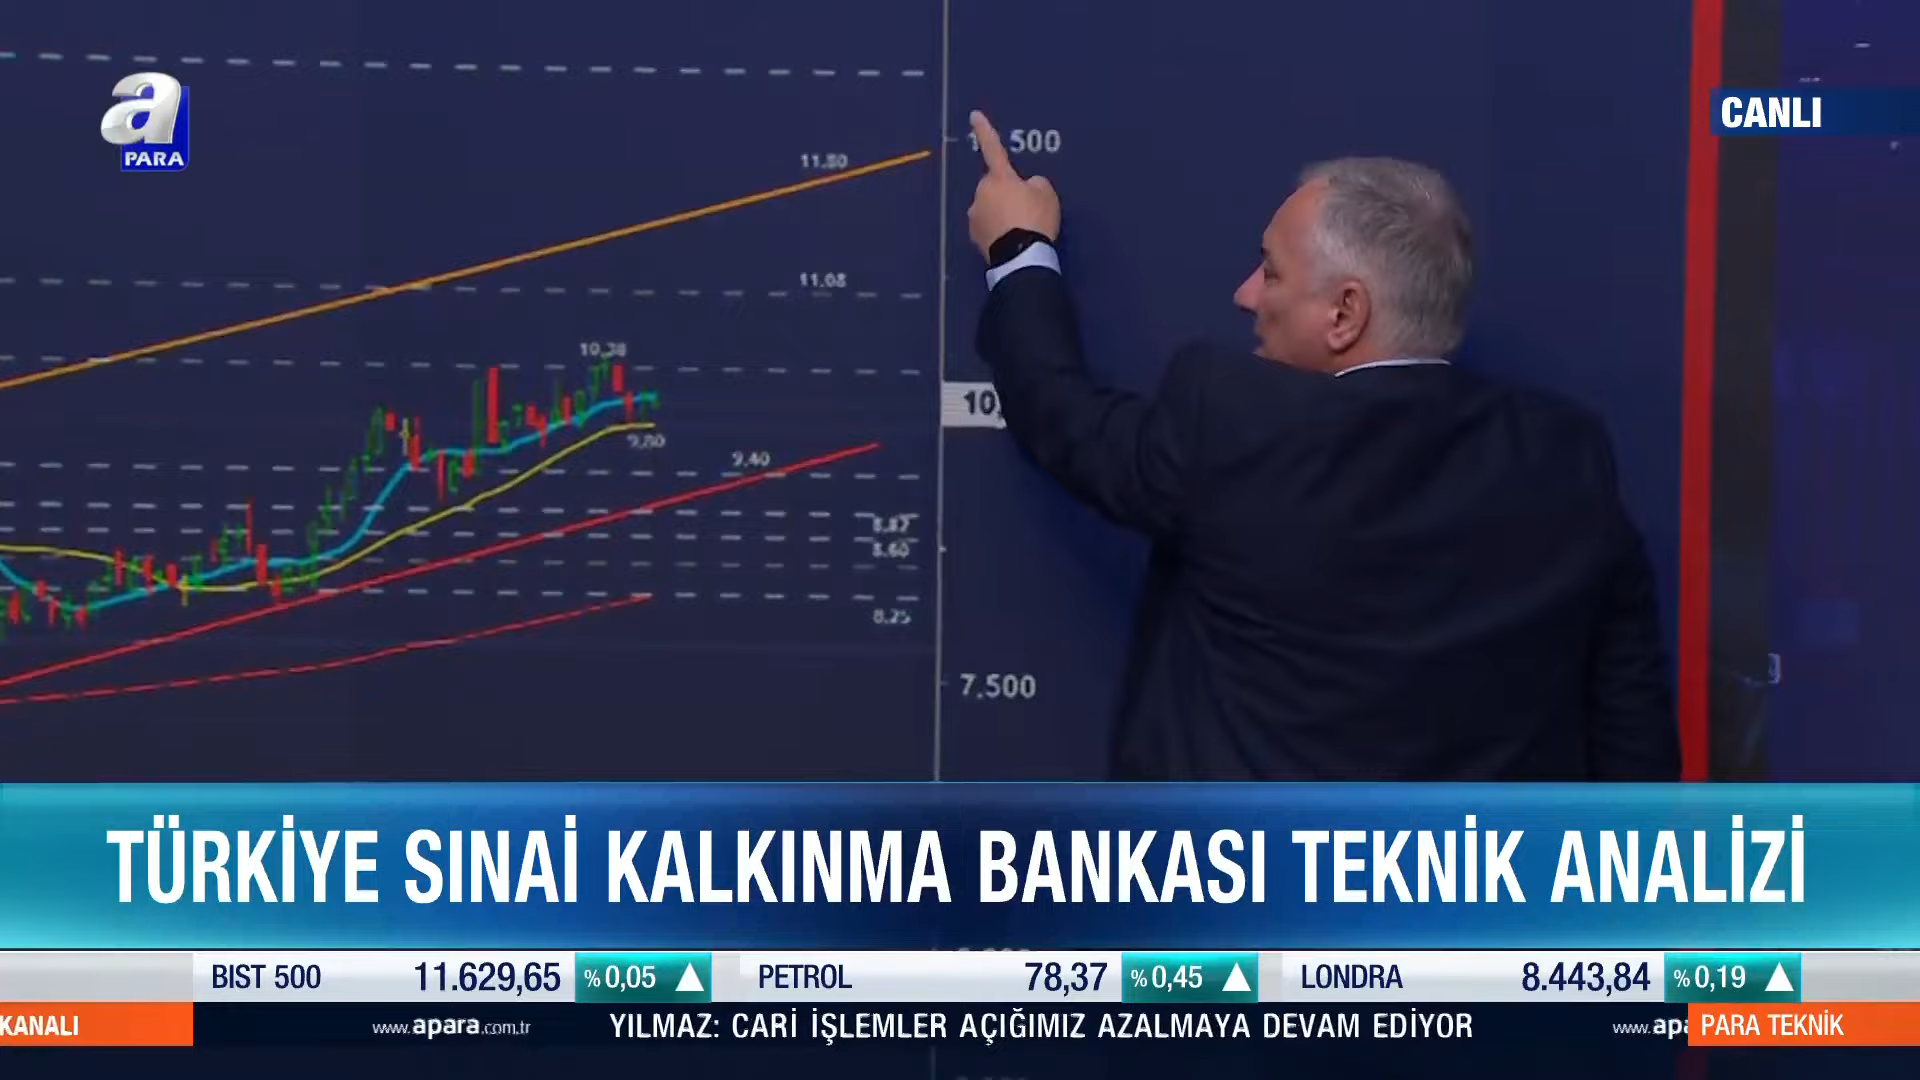 a
PARA
CANLI
500
11.80
11.08
10.38
10,
9.80
9.40
8.87
8.60
8.25
7.500
TÜRKİYE SINAİ KALKINMA BANKASI TEKNİK ANALİZİ
BIST 500 11.629,65 %0,05 ▲ PETROL 78,37 %0,45 ▲ LONDRA 8.443,84 %0,19 ▲
KANALI www.apara.com.tr YILMAZ: CARİ İŞLEMLER AÇIĞIMIZ AZALMAYA DEVAM EDİYOR www.apa PARA TEKNİK